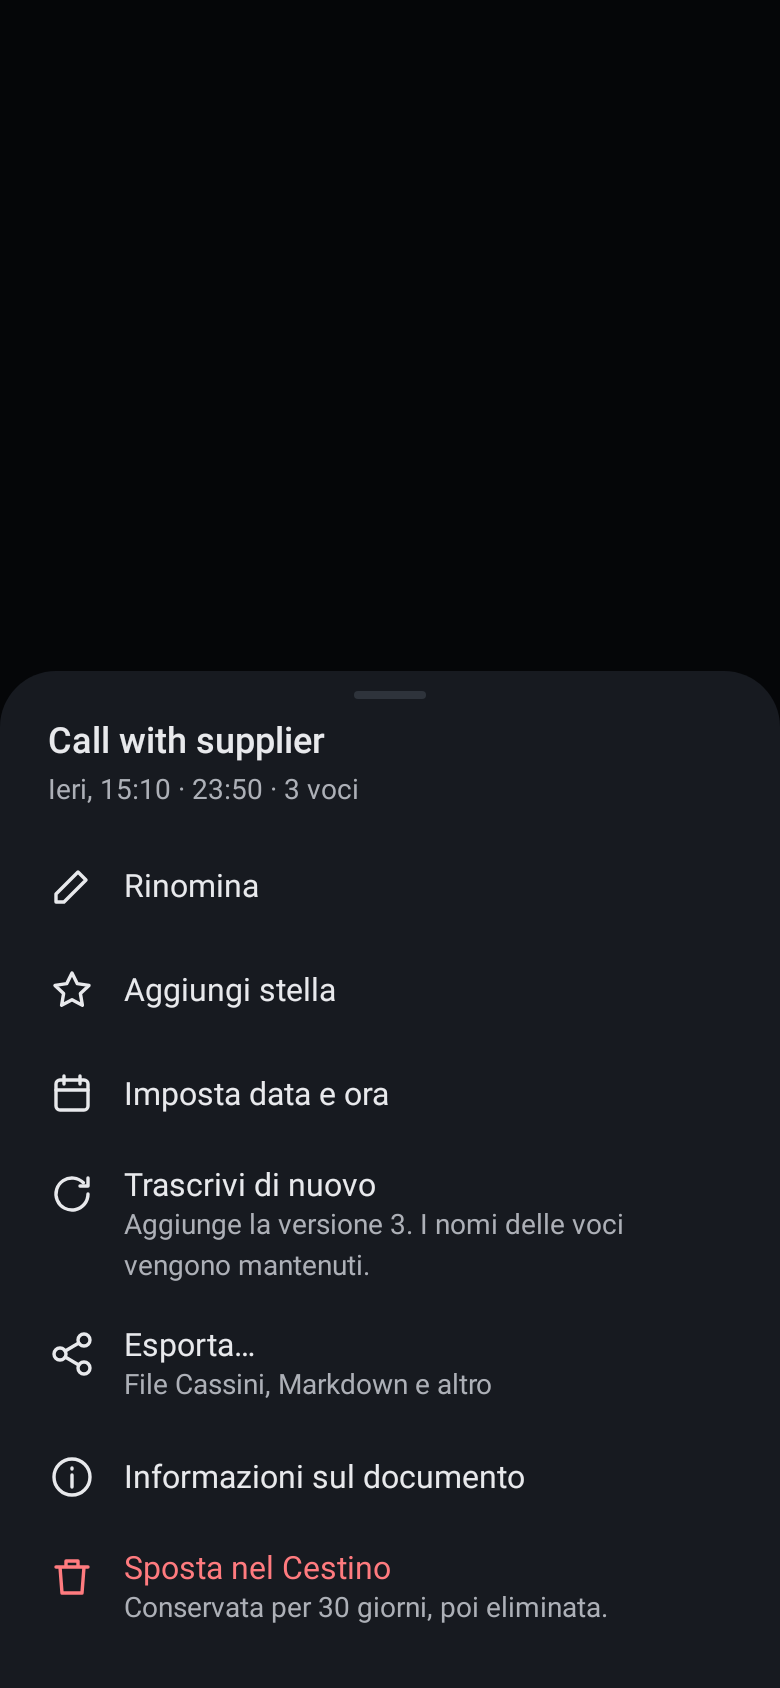 Call with supplier
Ieri, 15:10 · 23:50 · 3 voci
Rinomina
Aggiungi stella
Imposta data e ora
Trascrivi di nuovo
Aggiunge la versione 3. I nomi delle voci
vengono mantenuti.
Esporta…
File Cassini, Markdown e altro
Informazioni sul documento
Sposta nel Cestino
Conservata per 30 giorni, poi eliminata.